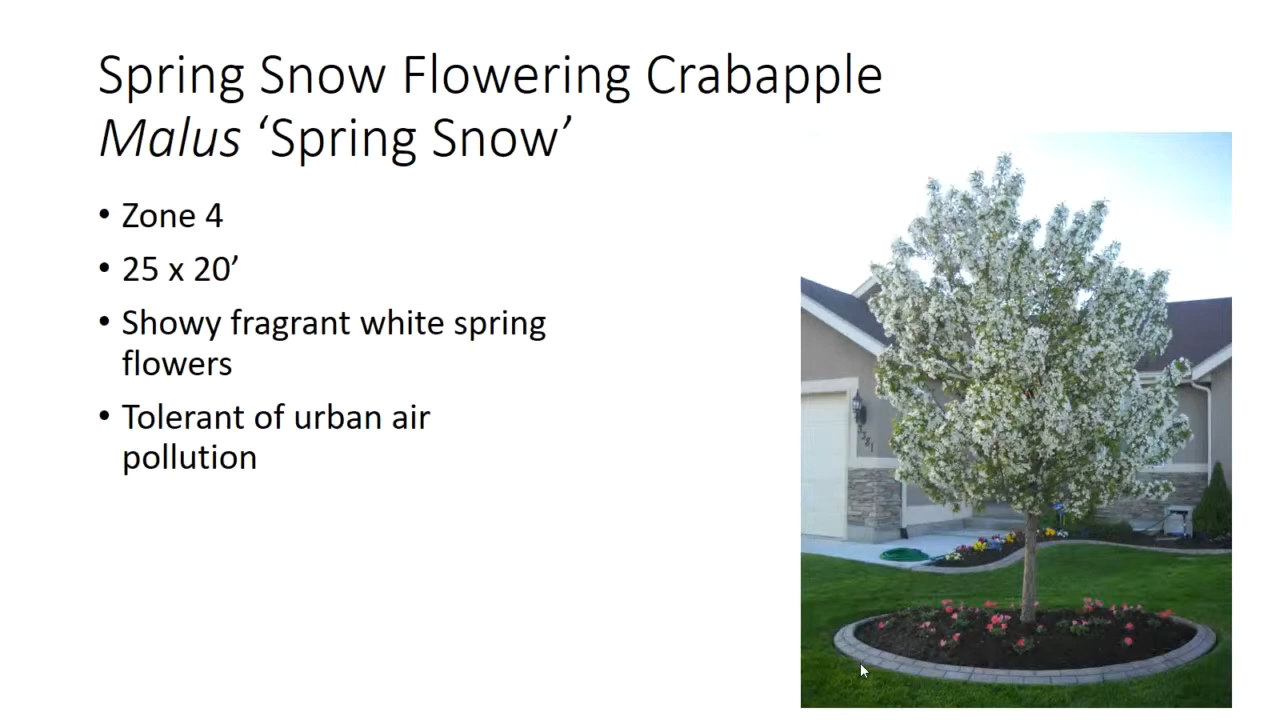 Spring Snow Flowering Crabapple
Malus ‘Spring Snow’
• Zone 4
• 25 x 20’
• Showy fragrant white spring
flowers
• Tolerant of urban air
pollution